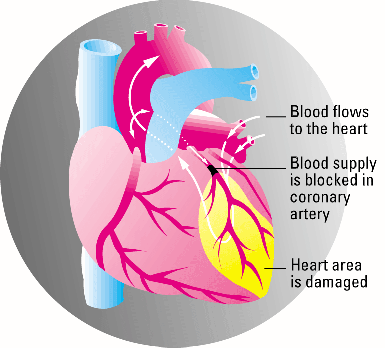 Blood flows
to the heart
Blood supply
is blocked in
coronary
artery
Heart area
is damaged